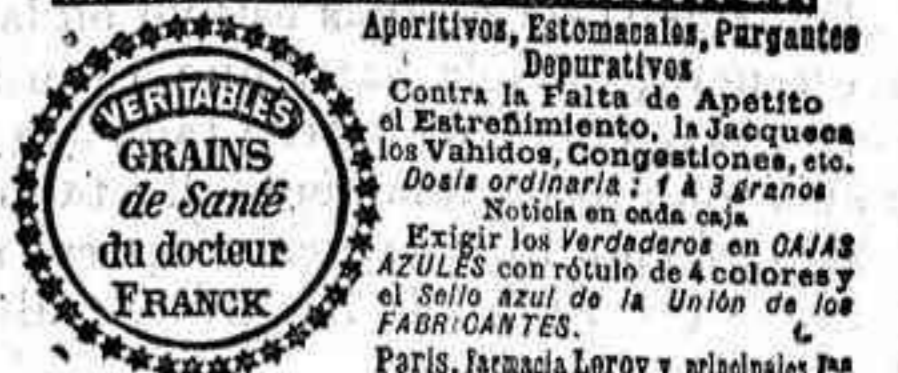 VERITABLES
GRAINS
de Santé
du docteur
FRANCK
Aperitivos, Estomacales, Purgantes
Depurativos
Contra la Falta de Apetito
el Estreñimiento, la Jacqueca
los Vahidos, Congestiones, etc.
Dosis ordinaria : 1 à 3 granos
Noticia en cada caja
Exigir los Verdaderos en CAJAS
AZULES con rótulo de 4 colores y
el Sello azul de la Unión de los
FABRICANTES.
Paris, farmacia Leroy y principales